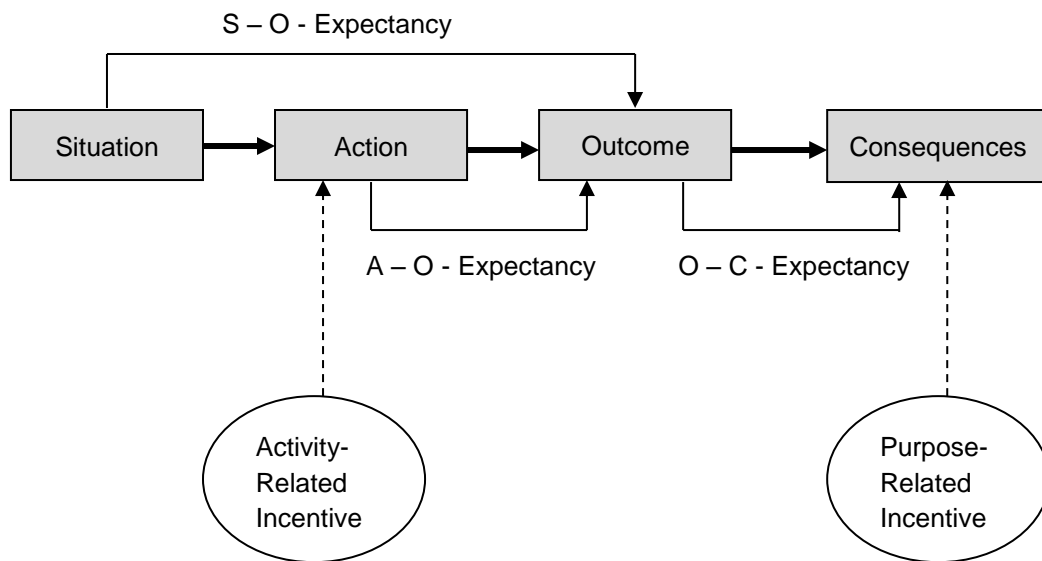 S – O - Expectancy
Situation
Action
Outcome
Consequences
A – O - Expectancy
O – C - Expectancy
Activity-
Related
Incentive
Purpose-
Related
Incentive